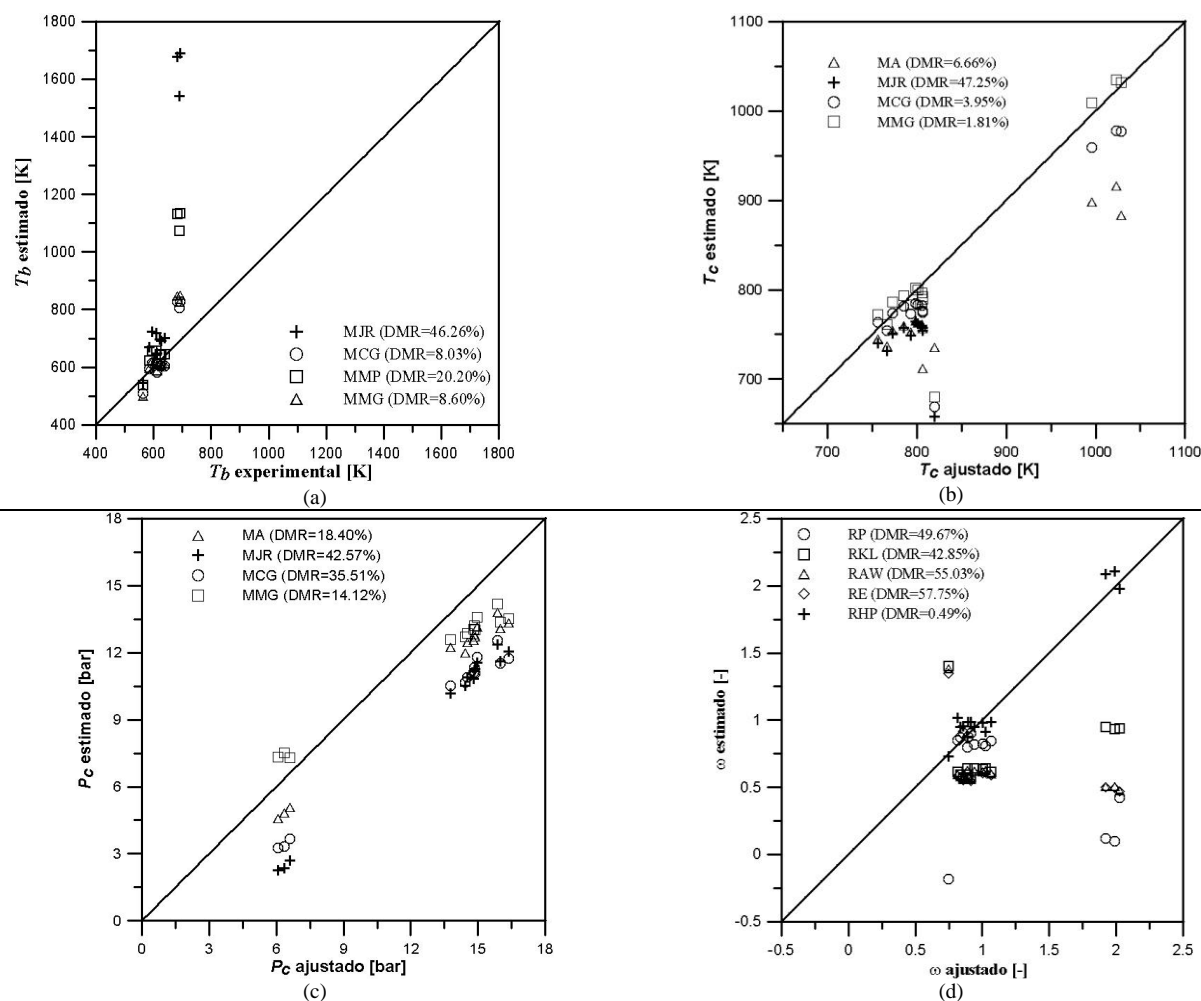 1800
1600
1400
1200
1000
800
600
400
Tb estimado [K]
MJR (DMR=46.26%)
MCG (DMR=8.03%)
MMP (DMR=20.20%)
MMG (DMR=8.60%)
400 600 800 1000 1200 1400 1600 1800
Tb experimental [K]
(a)
1100
1000
900
800
700
Tc estimado [K]
MA (DMR=6.66%)
MJR (DMR=47.25%)
MCG (DMR=3.95%)
MMG (DMR=1.81%)
700 800 900 1000 1100
Tc ajustado [K]
(b)
18
15
12
9
6
3
0
Pc estimado [bar]
MA (DMR=18.40%)
MJR (DMR=42.57%)
MCG (DMR=35.51%)
MMG (DMR=14.12%)
0 3 6 9 12 15 18
Pc ajustado [bar]
(c)
2.5
2
1.5
1
0.5
0
-0.5
ω estimado [-]
RP (DMR=49.67%)
RKL (DMR=42.85%)
RAW (DMR=55.03%)
RE (DMR=57.75%)
RHP (DMR=0.49%)
-0.5 0 0.5 1 1.5 2 2.5
ω ajustado [-]
(d)